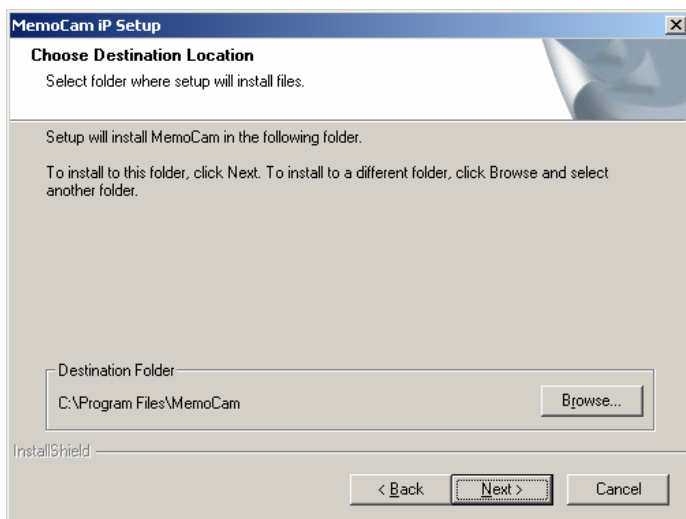 MemoCam iP Setup
Choose Destination Location
Select folder where setup will install files.
Setup will install MemoCam in the following folder.
To install to this folder, click Next. To install to a different folder, click Browse and select
another folder.
Destination Folder
C:\Program Files\MemoCam
Browse...
InstallShield
< Back
Next >
Cancel